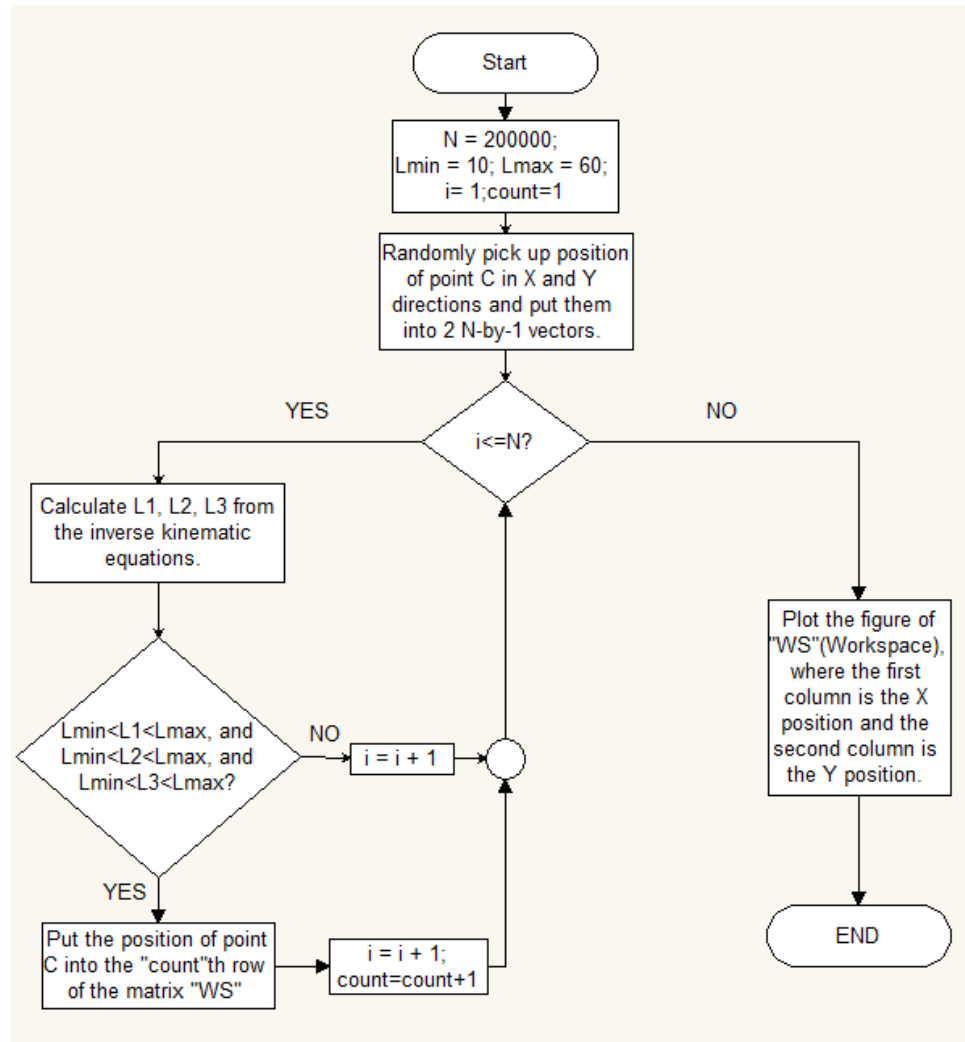 Start
N = 200000;
Lmin = 10; Lmax = 60;
i= 1;count=1
Randomly pick up position
of point C in X and Y
directions and put them
into 2 N-by-1 vectors.
YES
NO
i<=N?
Calculate L1, L2, L3 from
the inverse kinematic
equations.
Plot the figure of
"WS"(Workspace),
where the first
column is the X
position and the
second column is
the Y position.
Lmin<L1<Lmax, and
Lmin<L2<Lmax, and
Lmin<L3<Lmax?
NO
i = i + 1
YES
Put the position of point
C into the "count"th row
of the matrix "WS"
i = i + 1;
count=count+1
END